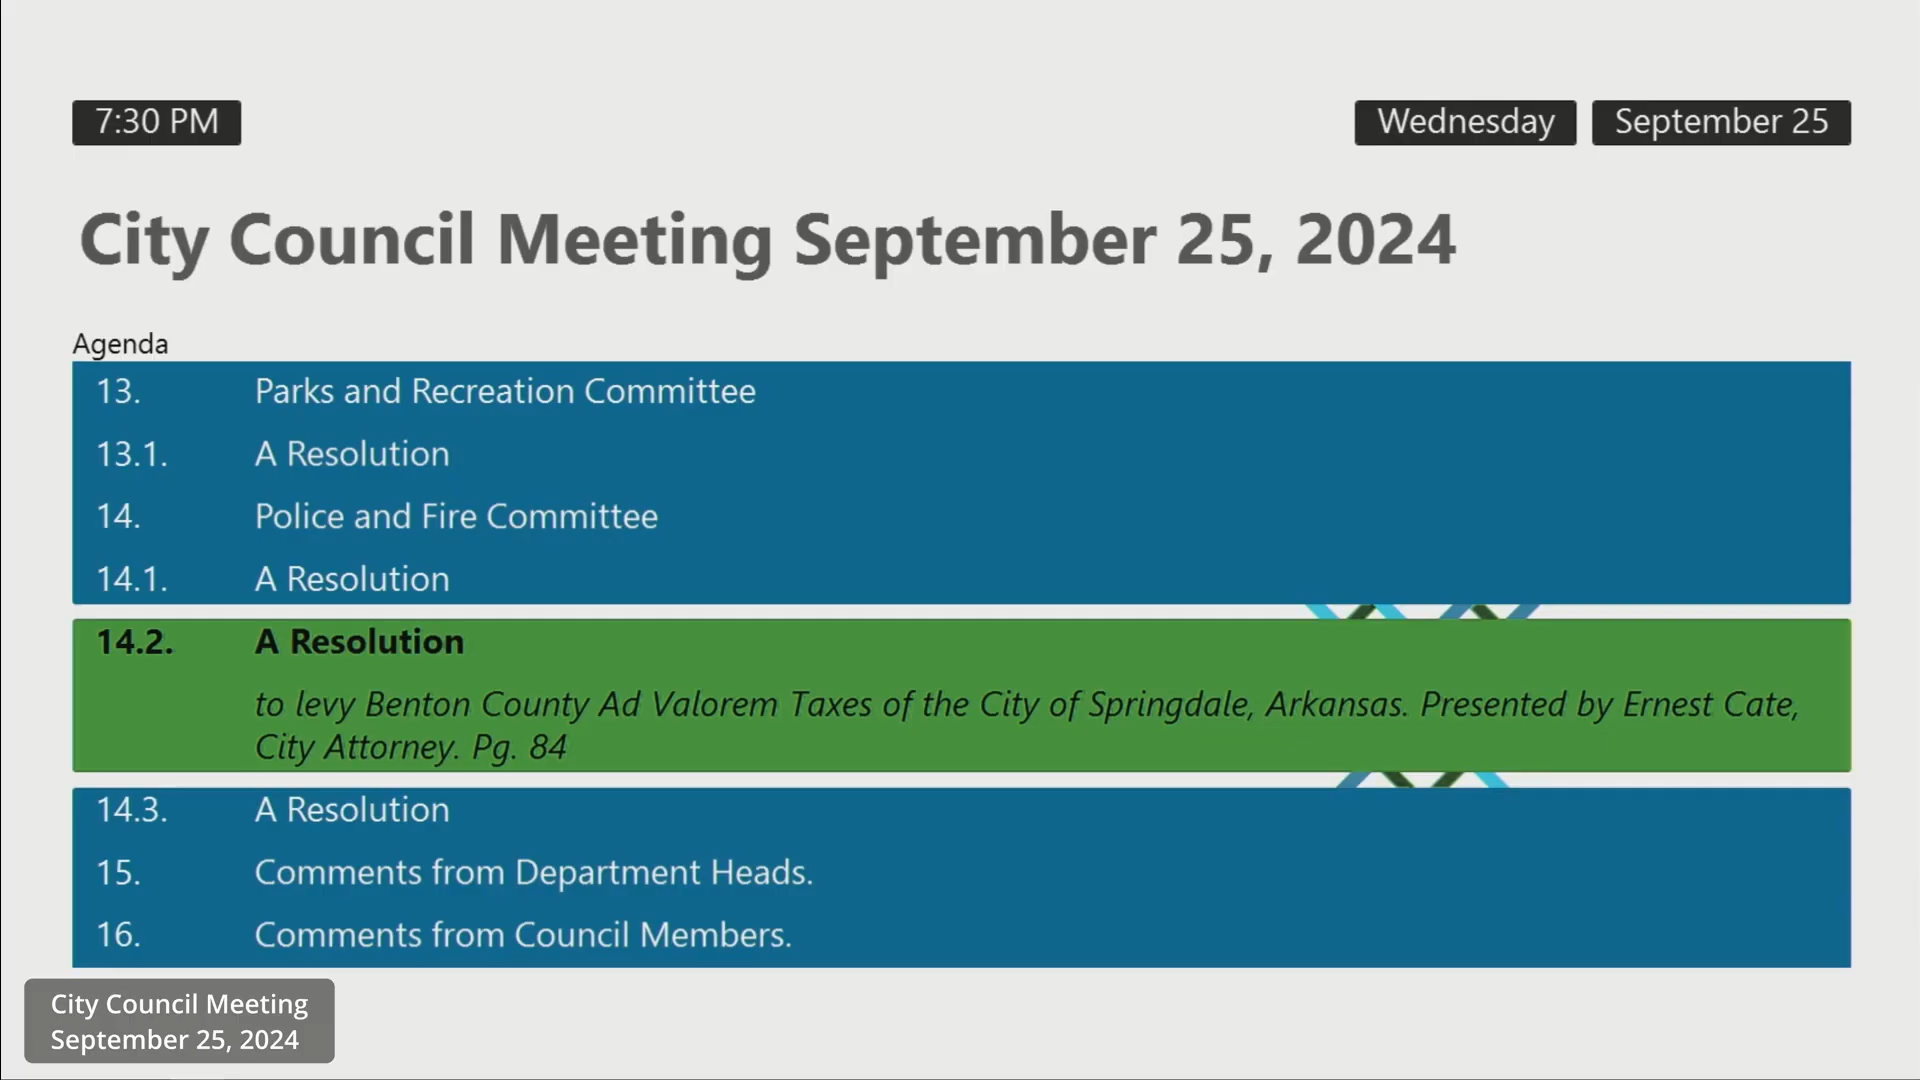 7:30 PM
Wednesday
September 25
City Council Meeting September 25, 2024
Agenda
13. Parks and Recreation Committee
13.1. A Resolution
14. Police and Fire Committee
14.1. A Resolution
14.2. A Resolution
to levy Benton County Ad Valorem Taxes of the City of Springdale, Arkansas. Presented by Ernest Cate,
City Attorney. Pg. 84
14.3. A Resolution
15. Comments from Department Heads.
16. Comments from Council Members.
City Council Meeting
September 25, 2024